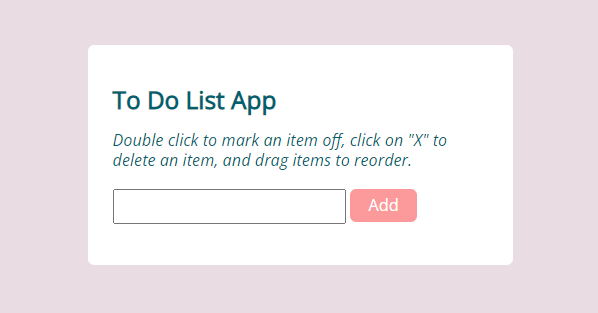 To Do List App
Double click to mark an item off, click on "X" to
delete an item, and drag items to reorder.
Add